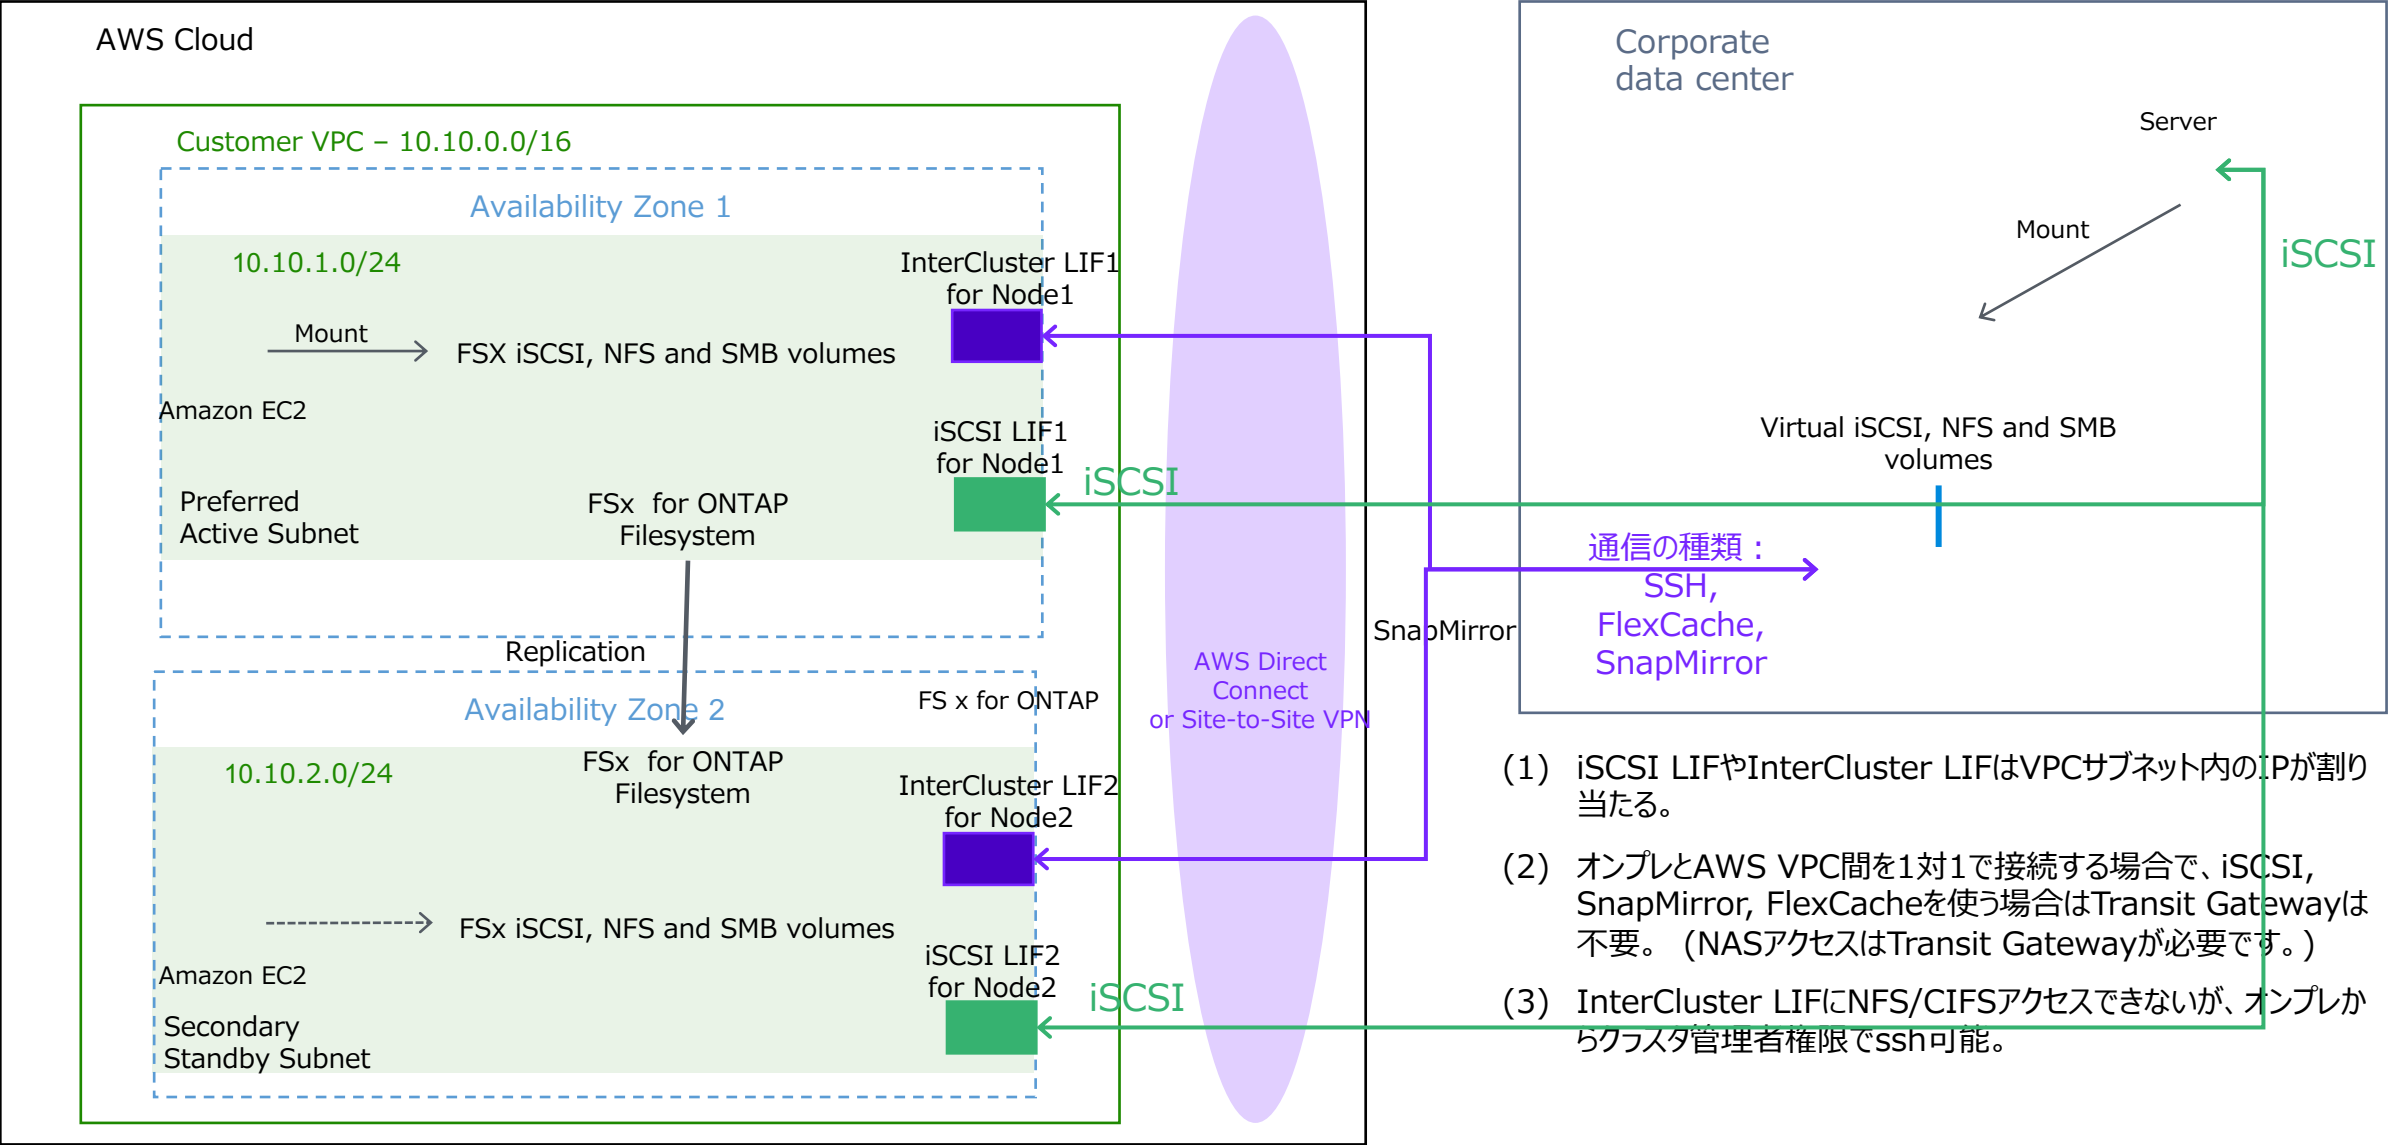 AWS Cloud
Customer VPC – 10.10.0.0/16
Availability Zone 1
10.10.1.0/24
InterCluster LIF1
for Node1
Mount
FSX iSCSI, NFS and SMB volumes
Amazon EC2
iSCSI LIF1
for Node1
iSCSI
Preferred
Active Subnet
FSx for ONTAP
Filesystem
Replication
Availability Zone 2
FS x for ONTAP
10.10.2.0/24
FSx for ONTAP
Filesystem
InterCluster LIF2
for Node2
FSx iSCSI, NFS and SMB volumes
Amazon EC2
iSCSI LIF2
for Node2
iSCSI
Secondary
Standby Subnet
AWS Direct
Connect
or Site-to-Site VPN
SnapMirror
Corporate
data center
Server
Mount
iSCSI
Virtual iSCSI, NFS and SMB
volumes
通信の種類：
SSH,
FlexCache,
SnapMirror
(1) iSCSI LIFやInterCluster LIFはVPCサブネット内のIPが割り
当たる。
(2) オンプレとAWS VPC間を1対1で接続する場合で、iSCSI,
SnapMirror, FlexCacheを使う場合はTransit Gatewayは
不要。 (NASアクセスはTransit Gatewayが必要です。)
(3) InterCluster LIFにNFS/CIFSアクセスできないが、オンプレか
らクラスタ管理者権限でssh可能。